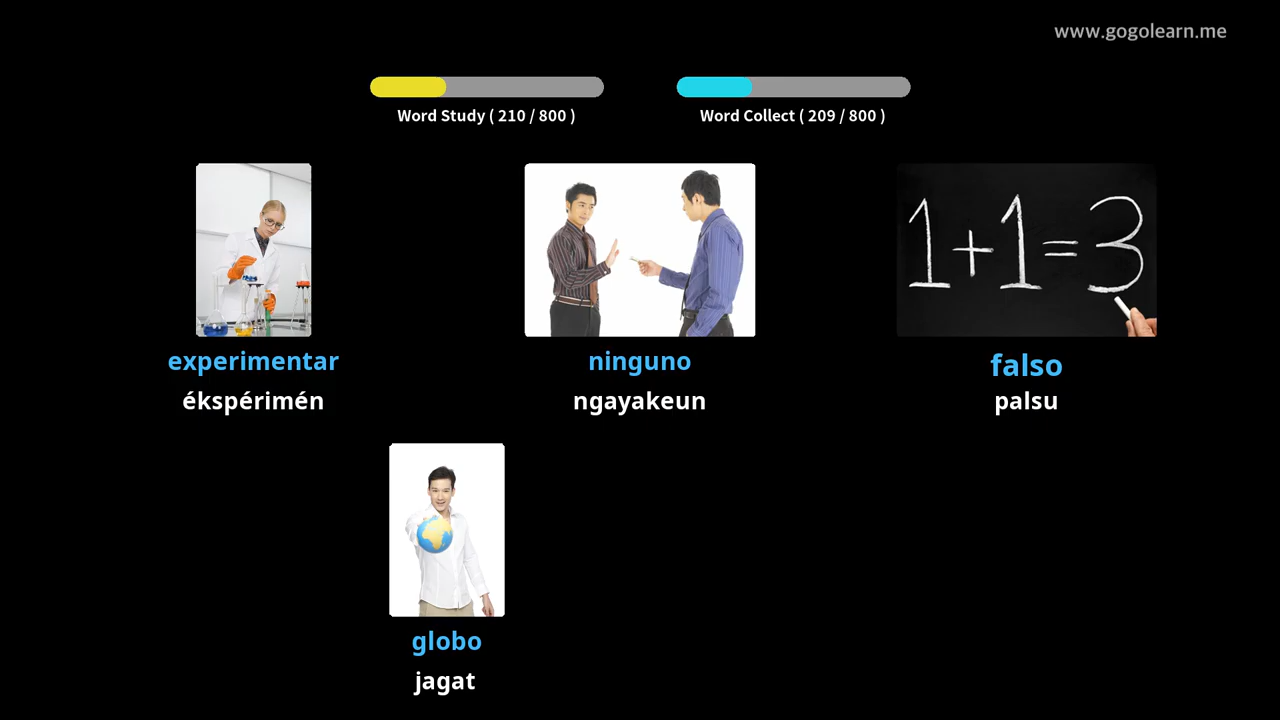 www.gogolearn.me
Word Study ( 210 / 800 )
Word Collect ( 209 / 800 )
1+1=3
experimentar
ninguno
falso
ékspérimén
ngayakeun
palsu
globo
jagat